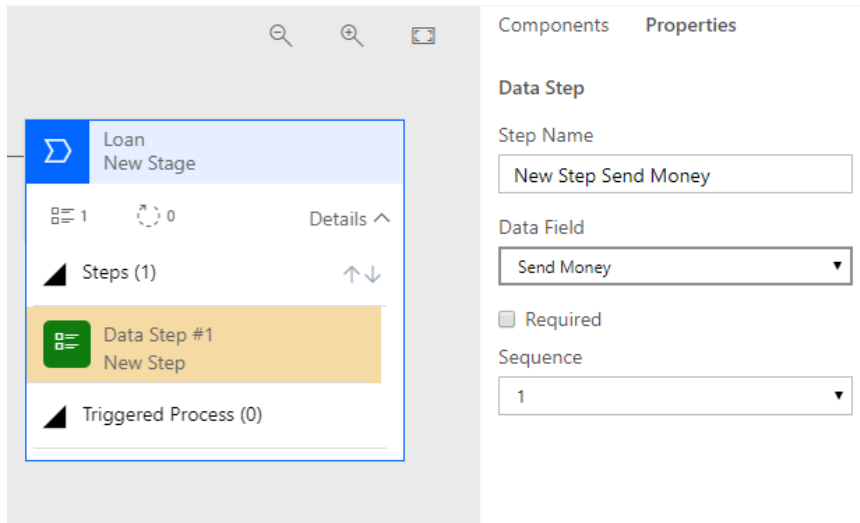 Loan
New Stage
1 0 Details
Steps (1)
Data Step #1
New Step
Triggered Process (0)
Components Properties
Data Step
Step Name
New Step Send Money
Data Field
Send Money
Required
Sequence
1